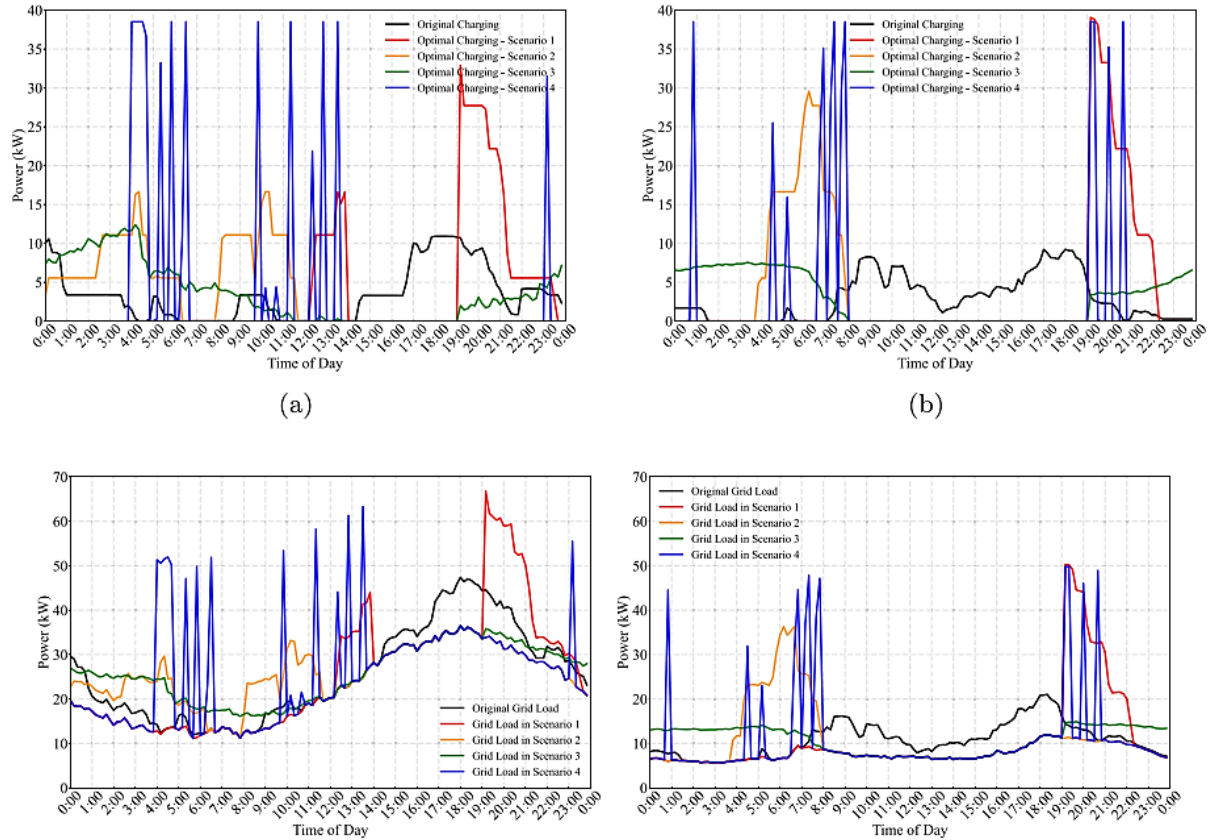 40
35
30
25
20
15
10
5
0
Power (kW)
Original Charging
Optimal Charging - Scenario 1
Optimal Charging - Scenario 2
Optimal Charging - Scenario 3
Optimal Charging - Scenario 4
0:00 1:00 2:00 3:00 4:00 5:00 6:00 7:00 8:00 9:00 10:00 11:00 12:00 13:00 14:00 15:00 16:00 17:00 18:00 19:00 20:00 21:00 22:00 23:00 0:00
Time of Day
(a)
40
35
30
25
20
15
10
5
0
Power (kW)
Original Charging
Optimal Charging - Scenario 1
Optimal Charging - Scenario 2
Optimal Charging - Scenario 3
Optimal Charging - Scenario 4
0:00 1:00 2:00 3:00 4:00 5:00 6:00 7:00 8:00 9:00 10:00 11:00 12:00 13:00 14:00 15:00 16:00 17:00 18:00 19:00 20:00 21:00 22:00 23:00 0:00
Time of Day
(b)
70
60
50
40
30
20
10
0
Power (kW)
Original Grid Load
Grid Load in Scenario 1
Grid Load in Scenario 2
Grid Load in Scenario 3
Grid Load in Scenario 4
0:00 1:00 2:00 3:00 4:00 5:00 6:00 7:00 8:00 9:00 10:00 11:00 12:00 13:00 14:00 15:00 16:00 17:00 18:00 19:00 20:00 21:00 22:00 23:00 0:00
Time of Day
70
60
50
40
30
20
10
0
Power (kW)
Original Grid Load
Grid Load in Scenario 1
Grid Load in Scenario 2
Grid Load in Scenario 3
Grid Load in Scenario 4
0:00 1:00 2:00 3:00 4:00 5:00 6:00 7:00 8:00 9:00 10:00 11:00 12:00 13:00 14:00 15:00 16:00 17:00 18:00 19:00 20:00 21:00 22:00 23:00 0:00
Time of Day